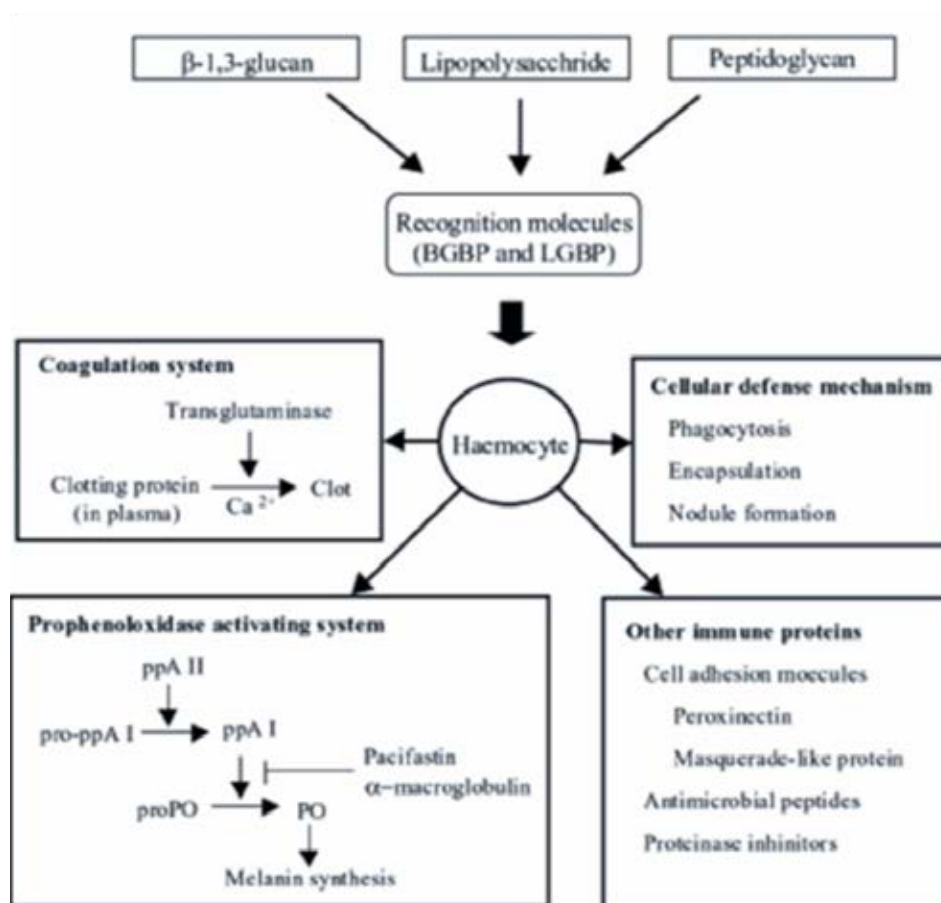 β-1,3-glucan
Lipopolysacchride
Peptidoglycan
Recognition molecules
(BGBP and LGBP)
Coagulation system
Transglutaminase
Clotting protein
(in plasma)
Ca 2+
Clot
Haemocyte
Cellular defense mechanism
Phagocytosis
Encapsulation
Nodule formation
Prophenoloxidase activating system
ppA II
pro-ppA I
ppA I
Pacifastin
α-macroglobulin
proPO
PO
Melanin synthesis
Other immune proteins
Cell adhesion moecules
Peroxinectin
Masquerade-like protein
Antimicrobial peptides
Proteinase inhibitors